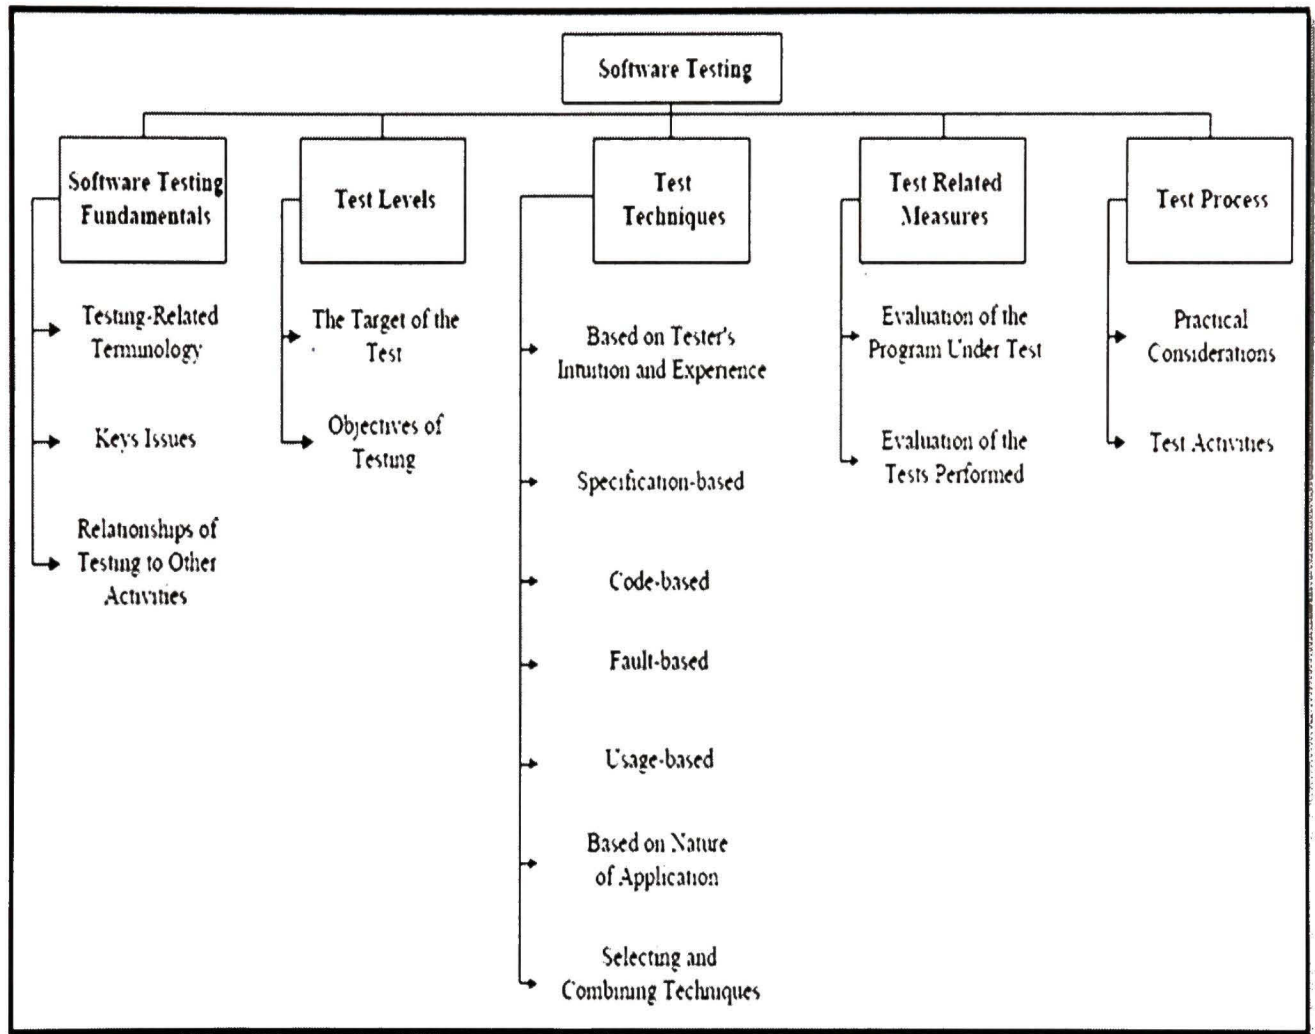 Software Testing
Software Testing
Fundamentals
Testing-Related
Terminology
Keys Issues
Relationships of
Testing to Other
Activities
Test Levels
The Target of the
Test
Objectives of
Testing
Test
Techniques
Based on Tester's
Intuition and Experience
Specification-based
Code-based
Fault-based
Usage-based
Based on Nature
of Application
Selecting and
Combining Techniques
Test Related
Measures
Evaluation of the
Program Under Test
Evaluation of the
Tests Performed
Test Process
Practical
Considerations
Test Activities